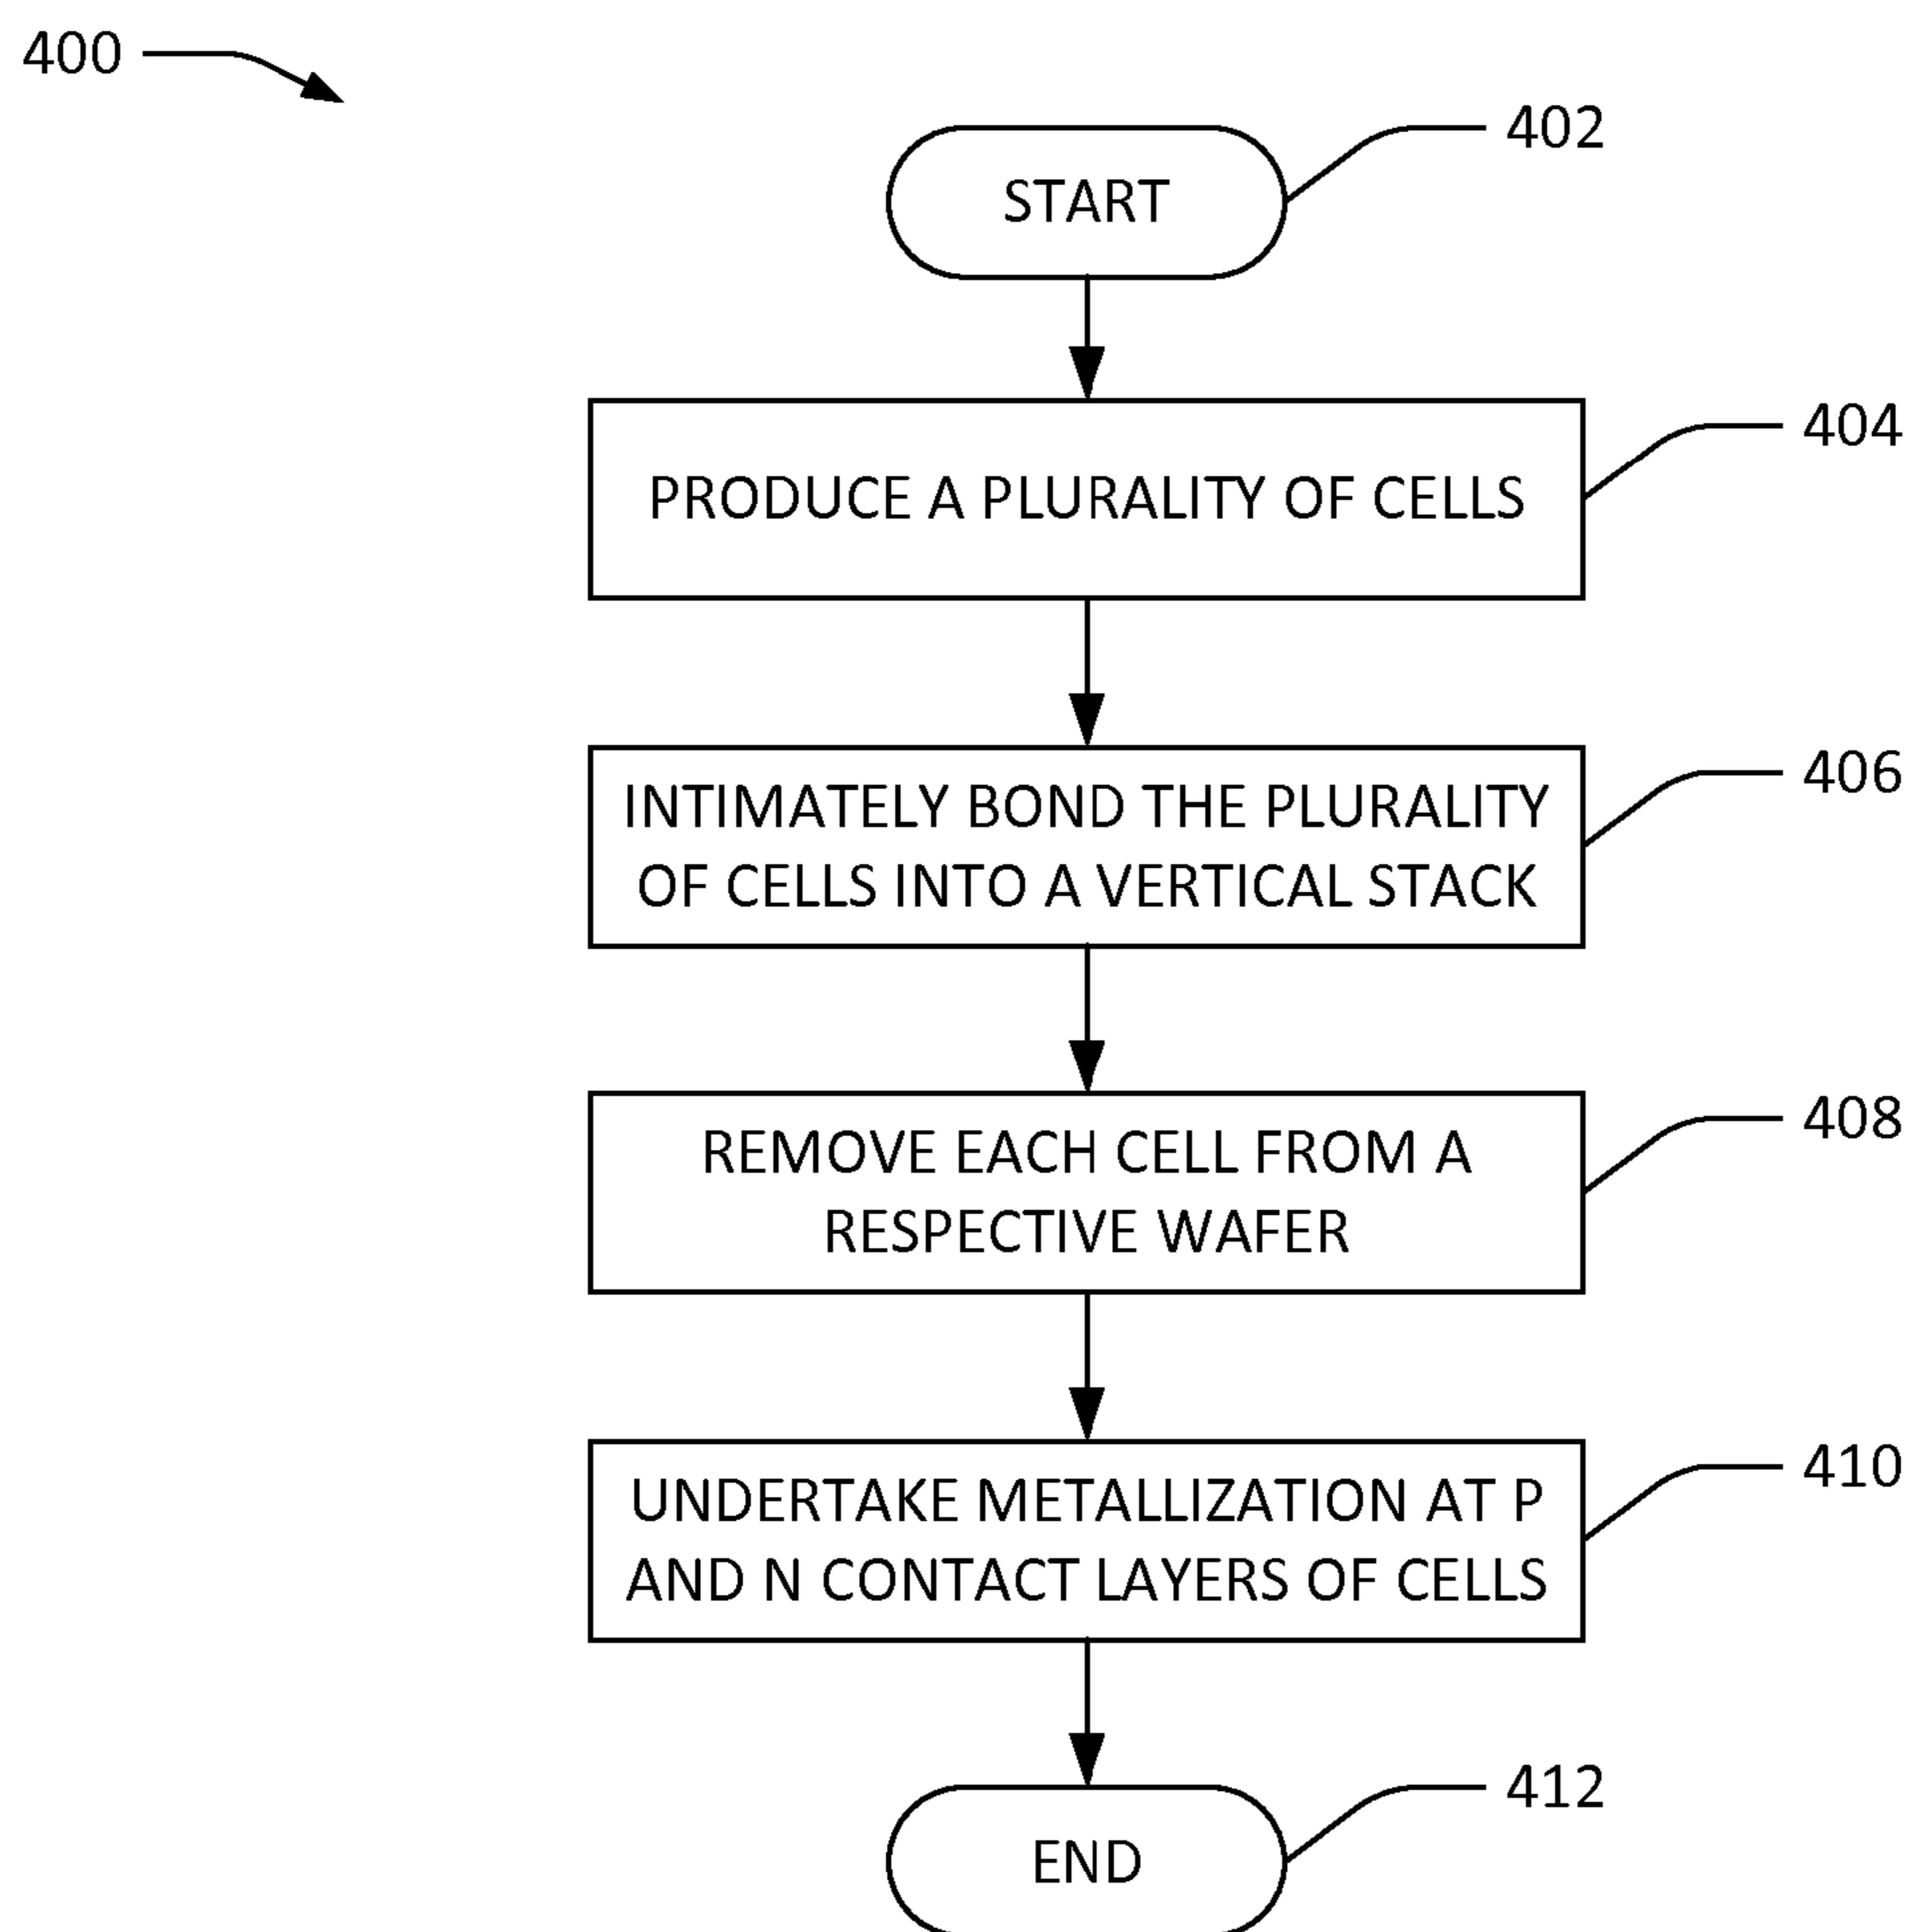 400
402
START
404
PRODUCE A PLURALITY OF CELLS
406
INTIMATELY BOND THE PLURALITY
OF CELLS INTO A VERTICAL STACK
408
REMOVE EACH CELL FROM A
RESPECTIVE WAFER
410
UNDERTAKE METALLIZATION AT P
AND N CONTACT LAYERS OF CELLS
412
END